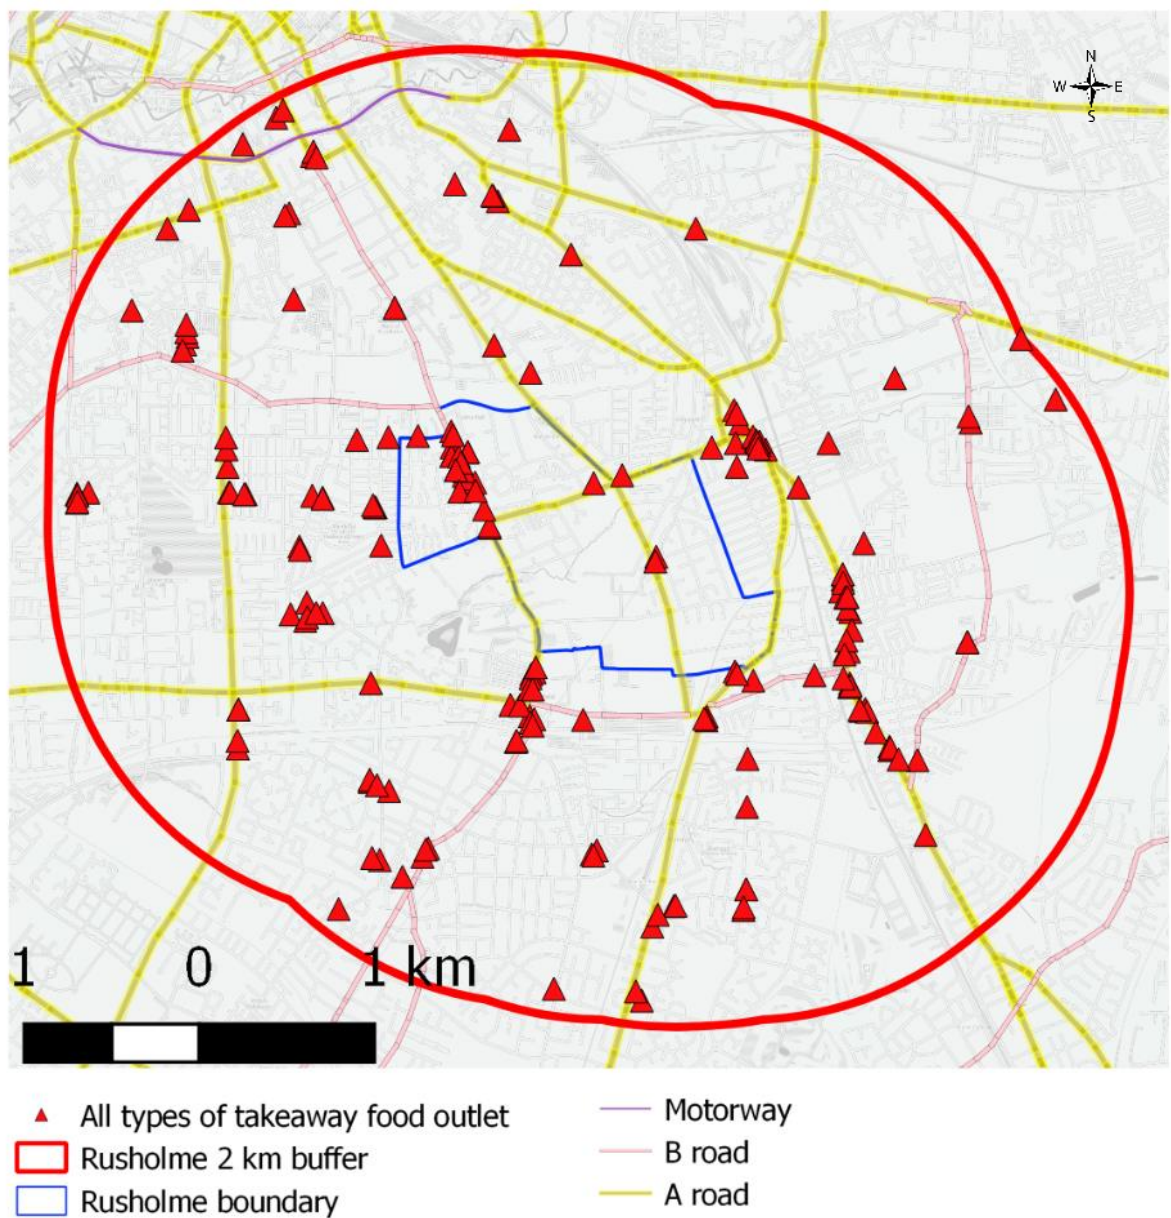 N
W E
S
1 0 1 km
All types of takeaway food outlet
Rusholme 2 km buffer
Rusholme boundary
Motorway
B road
A road